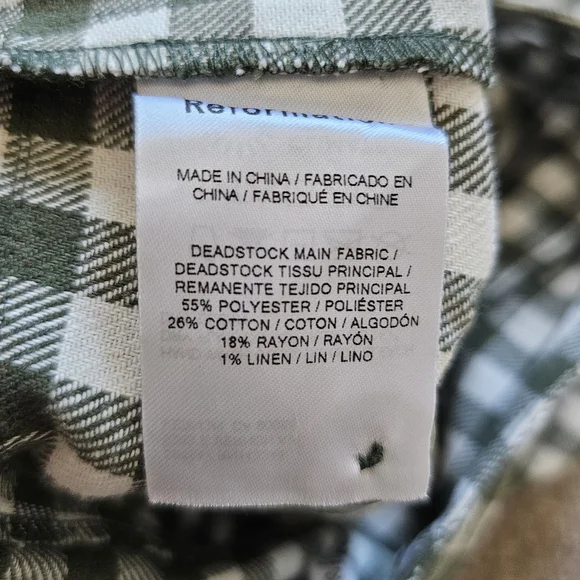 Reformation
MADE IN CHINA / FABRICADO EN
CHINA / FABRIQUÉ EN CHINE
DEADSTOCK MAIN FABRIC /
DEADSTOCK TISSU PRINCIPAL /
REMANENTE TEJIDO PRINCIPAL
55% POLYESTER / POLIÉSTER
26% COTTON / COTON / ALGODÓN
18% RAYON / RAYÓN
1% LINEN / LIN / LINO